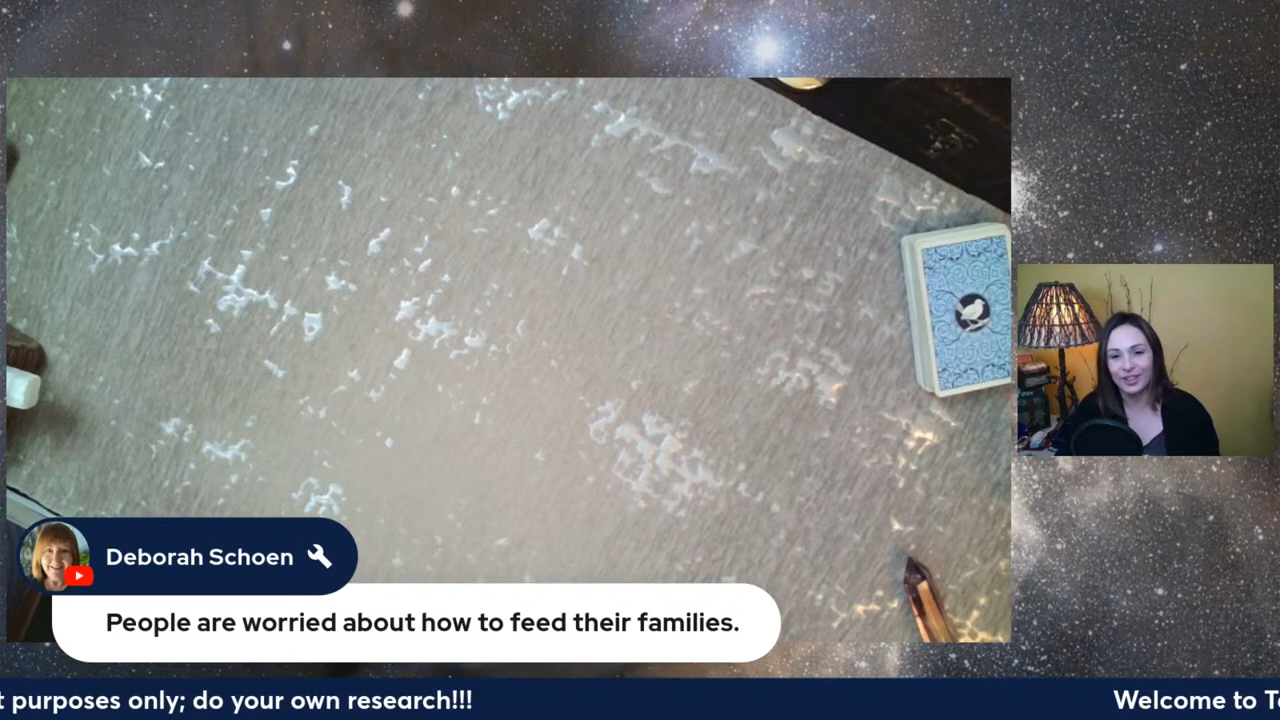 Deborah Schoen
People are worried about how to feed their families.
t purposes only; do your own research!!! Welcome to T